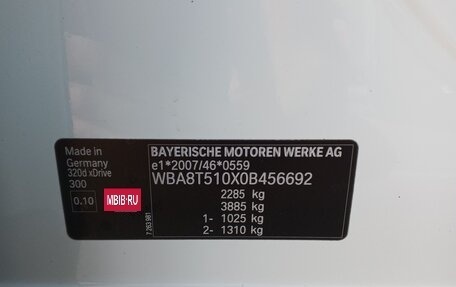 Made in
Germany
320d xDrive
300
0.10
MBIB.RU
7 263 981
BAYERISCHE MOTOREN WERKE AG
e1*2007/46*0559
WBA8T510X0B456692
2285 kg
3885 kg
1- 1025 kg
2- 1310 kg